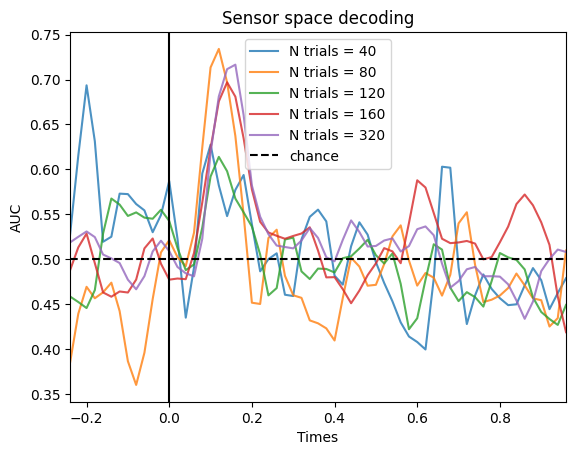 Sensor space decoding
0.75
0.70
0.65
0.60
0.55
0.50
0.45
0.40
0.35
AUC
N trials = 40
N trials = 80
N trials = 120
N trials = 160
N trials = 320
chance
−0.2 0.0 0.2 0.4 0.6 0.8
Times